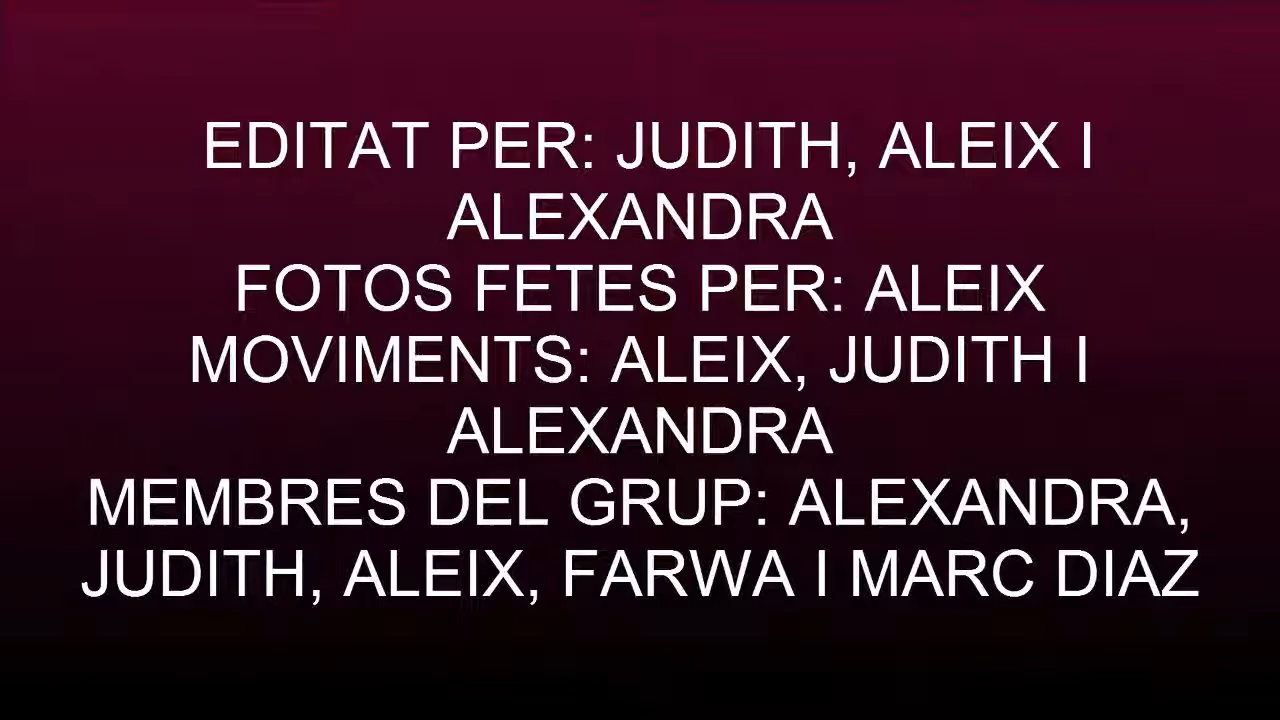 EDITAT PER: JUDITH, ALEIX I
ALEXANDRA
FOTOS FETES PER: ALEIX
MOVIMENTS: ALEIX, JUDITH I
ALEXANDRA
MEMBRES DEL GRUP: ALEXANDRA,
JUDITH, ALEIX, FARWA I MARC DIAZ